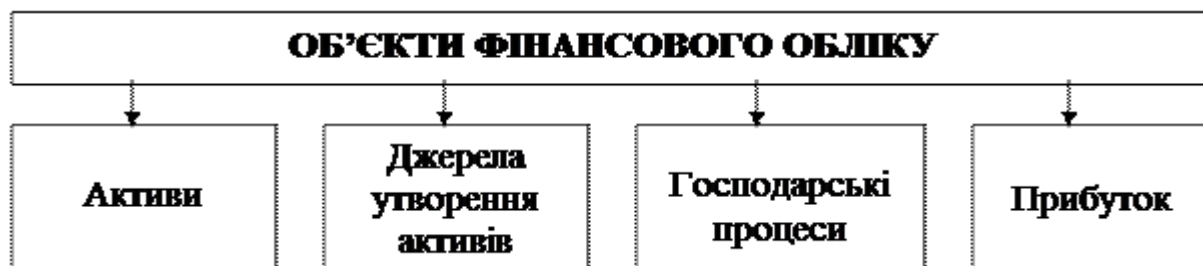 ОБ’ЄКТИ ФІНАНСОВОГО ОБЛІКУ
Активи
Джерела
утворення
активів
Господарські
процеси
Прибуток